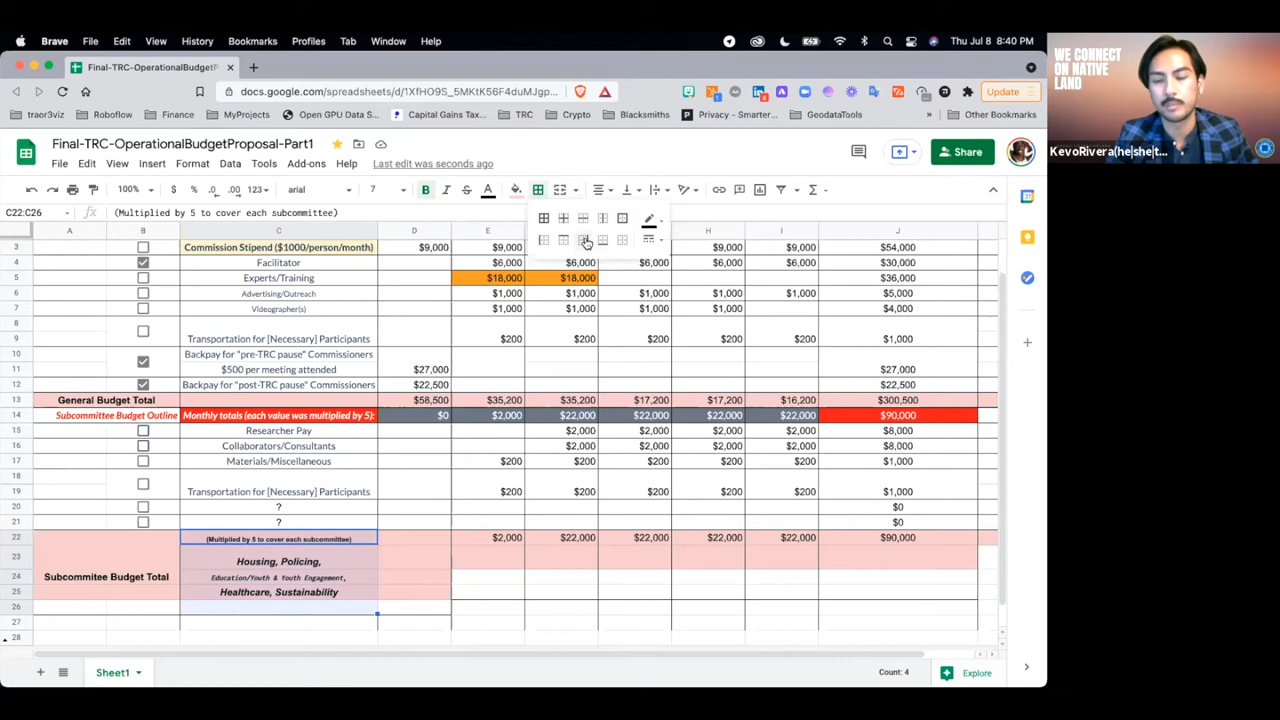 Brave File Edit View History Bookmarks Profiles Tab Window Help Thu Jul 8 8:40 PM
Final-TRC-OperationalBudgetP
docs.google.com/spreadsheets/d/1XfHO9S_5MKtK56F4duMJgp... Update
traor3viz Roboflow Finance MyProjects Open GPU Data S... Capital Gains Tax... TRC Crypto Blacksmiths Privacy - Smarter... GeodataTools Other Bookmarks
Final-TRC-OperationalBudgetProposal-Part1
File Edit View Insert Format Data Tools Add-ons Help Last edit was seconds ago Share
100% $ % .0 .00 123 arial 7 B I S A
C22:C26 fx (Multiplied by 5 to cover each subcommittee)
A B C D E H I J
3 Commission Stipend ($1000/person/month) $9,000 $9,000 $9,000 $9,000 $54,000
4 Facilitator $6,000 $6,000 $6,000 $6,000 $6,000 $30,000
5 Experts/Training $18,000 $18,000 $36,000
6 Advertising/Outreach $1,000 $1,000 $1,000 $1,000 $1,000 $5,000
7 Videographer(s) $1,000 $1,000 $1,000 $1,000 $4,000
8
9 Transportation for [Necessary] Participants $200 $200 $200 $200 $200 $1,000
10 Backpay for "pre-TRC pause" Commissioners
11 $500 per meeting attended $27,000 $27,000
12 Backpay for "post-TRC pause" Commissioners $22,500 $22,500
13 General Budget Total $58,500 $35,200 $35,200 $17,200 $17,200 $16,200 $300,500
14 Subcommittee Budget Outline Monthly totals (each value was multiplied by 5): $0 $2,000 $22,000 $22,000 $22,000 $22,000 $90,000
15 Researcher Pay $2,000 $2,000 $2,000 $2,000 $8,000
16 Collaborators/Consultants $2,000 $2,000 $2,000 $2,000 $8,000
17 Materials/Miscellaneous $200 $200 $200 $200 $200 $1,000
18
19 Transportation for [Necessary] Participants $200 $200 $200 $200 $200 $1,000
20 ? $0
21 ? $0
22 (Multiplied by 5 to cover each subcommittee) $2,000 $22,000 $22,000 $22,000 $22,000 $90,000
23 Housing, Policing,
24 Subcommitee Budget Total Education/Youth & Youth Engagement,
25 Healthcare, Sustainability
26
27
28
Sheet1 Count: 4 Explore
WE CONNECT
ON NATIVE
LAND
KevoRivera(he|she|t...